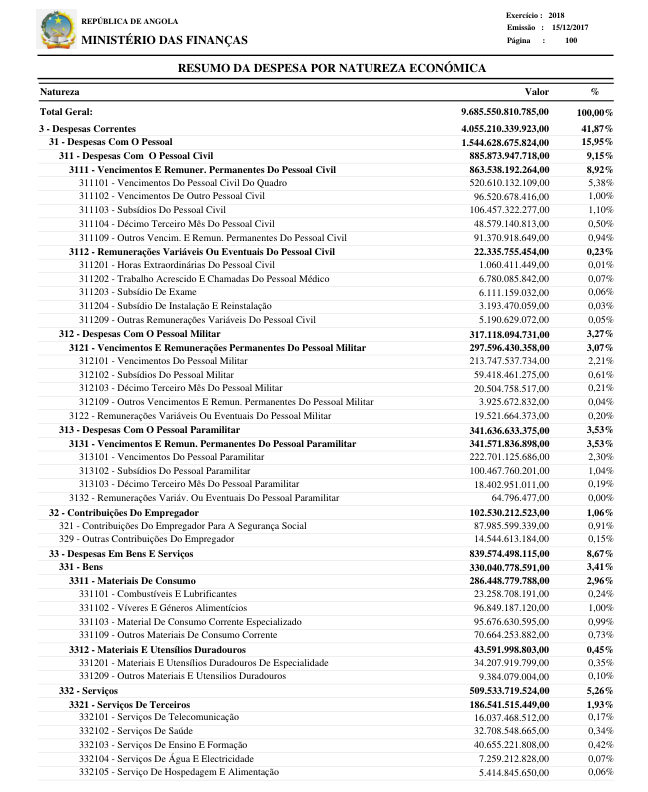 REPÚBLICA DE ANGOLA
MINISTÉRIO DAS FINANÇAS
Exercício : 2018
Emissão : 15/12/2017
Página : 100
RESUMO DA DESPESA POR NATUREZA ECONÓMICA
Natureza Valor %
Total Geral: 9.685.550.810.785,00 100,00%
3 - Despesas Correntes 4.055.210.339.923,00 41,87%
31 - Despesas Com O Pessoal 1.544.628.675.824,00 15,95%
311 - Despesas Com O Pessoal Civil 885.873.947.718,00 9,15%
3111 - Vencimentos E Remuner. Permanentes Do Pessoal Civil 863.538.192.264,00 8,92%
311101 - Vencimentos Do Pessoal Civil Do Quadro 520.610.132.109,00 5,38%
311102 - Vencimentos De Outro Pessoal Civil 96.520.678.416,00 1,00%
311103 - Subsídios Do Pessoal Civil 106.457.322.277,00 1,10%
311104 - Décimo Terceiro Mês Do Pessoal Civil 48.579.140.813,00 0,50%
311109 - Outros Vencim. E Remun. Permanentes Do Pessoal Civil 91.370.918.649,00 0,94%
3112 - Remunerações Variáveis Ou Eventuais Do Pessoal Civil 22.335.755.454,00 0,23%
311201 - Horas Extraordinárias Do Pessoal Civil 1.060.411.449,00 0,01%
311202 - Trabalho Acrescido E Chamadas Do Pessoal Médico 6.780.085.842,00 0,07%
311203 - Subsídio De Exame 6.111.159.032,00 0,06%
311204 - Subsídio De Instalação E Reinstalação 3.193.470.059,00 0,03%
311209 - Outras Remunerações Variáveis Do Pessoal Civil 5.190.629.072,00 0,05%
312 - Despesas Com O Pessoal Militar 317.118.094.731,00 3,27%
3121 - Vencimentos E Remunerações Permanentes Do Pessoal Militar 297.596.430.358,00 3,07%
312101 - Vencimentos Do Pessoal Militar 213.747.537.734,00 2,21%
312102 - Subsídios Do Pessoal Militar 59.418.461.275,00 0,61%
312103 - Décimo Terceiro Mês Do Pessoal Militar 20.504.758.517,00 0,21%
312109 - Outros Vencimentos E Remun. Permanentes Do Pessoal Militar 3.925.672.832,00 0,04%
3122 - Remunerações Variáveis Ou Eventuais Do Pessoal Militar 19.521.664.373,00 0,20%
313 - Despesas Com O Pessoal Paramilitar 341.636.633.375,00 3,53%
3131 - Vencimentos E Remun. Permanentes Do Pessoal Paramilitar 341.571.836.898,00 3,53%
313101 - Vencimentos Do Pessoal Paramilitar 222.701.125.686,00 2,30%
313102 - Subsídios Do Pessoal Paramilitar 100.467.760.201,00 1,04%
313103 - Décimo Terceiro Mês Do Pessoal Paramilitar 18.402.951.011,00 0,19%
3132 - Remunerações Variáv. Ou Eventuais Do Pessoal Paramilitar 64.796.477,00 0,00%
32 - Contribuições Do Empregador 102.530.212.523,00 1,06%
321 - Contribuições Do Empregador Para A Segurança Social 87.985.599.339,00 0,91%
329 - Outras Contribuições Do Empregador 14.544.613.184,00 0,15%
33 - Despesas Em Bens E Serviços 839.574.498.115,00 8,67%
331 - Bens 330.040.778.591,00 3,41%
3311 - Materiais De Consumo 286.448.779.788,00 2,96%
331101 - Combustíveis E Lubrificantes 23.258.708.191,00 0,24%
331102 - Víveres E Géneros Alimentícios 96.849.187.120,00 1,00%
331103 - Material De Consumo Corrente Especializado 95.676.630.595,00 0,99%
331109 - Outros Materiais De Consumo Corrente 70.664.253.882,00 0,73%
3312 - Materiais E Utensílios Duradouros 43.591.998.803,00 0,45%
331201 - Materiais E Utensílios Duradouros De Especialidade 34.207.919.799,00 0,35%
331209 - Outros Materiais E Utensilios Duradouros 9.384.079.004,00 0,10%
332 - Serviços 509.533.719.524,00 5,26%
3321 - Serviços De Terceiros 186.541.515.449,00 1,93%
332101 - Serviços De Telecomunicação 16.037.468.512,00 0,17%
332102 - Serviços De Saúde 32.708.548.665,00 0,34%
332103 - Serviços De Ensino E Formação 40.655.221.808,00 0,42%
332104 - Serviços De Água E Electricidade 7.259.212.828,00 0,07%
332105 - Serviço De Hospedagem E Alimentação 5.414.845.650,00 0,06%